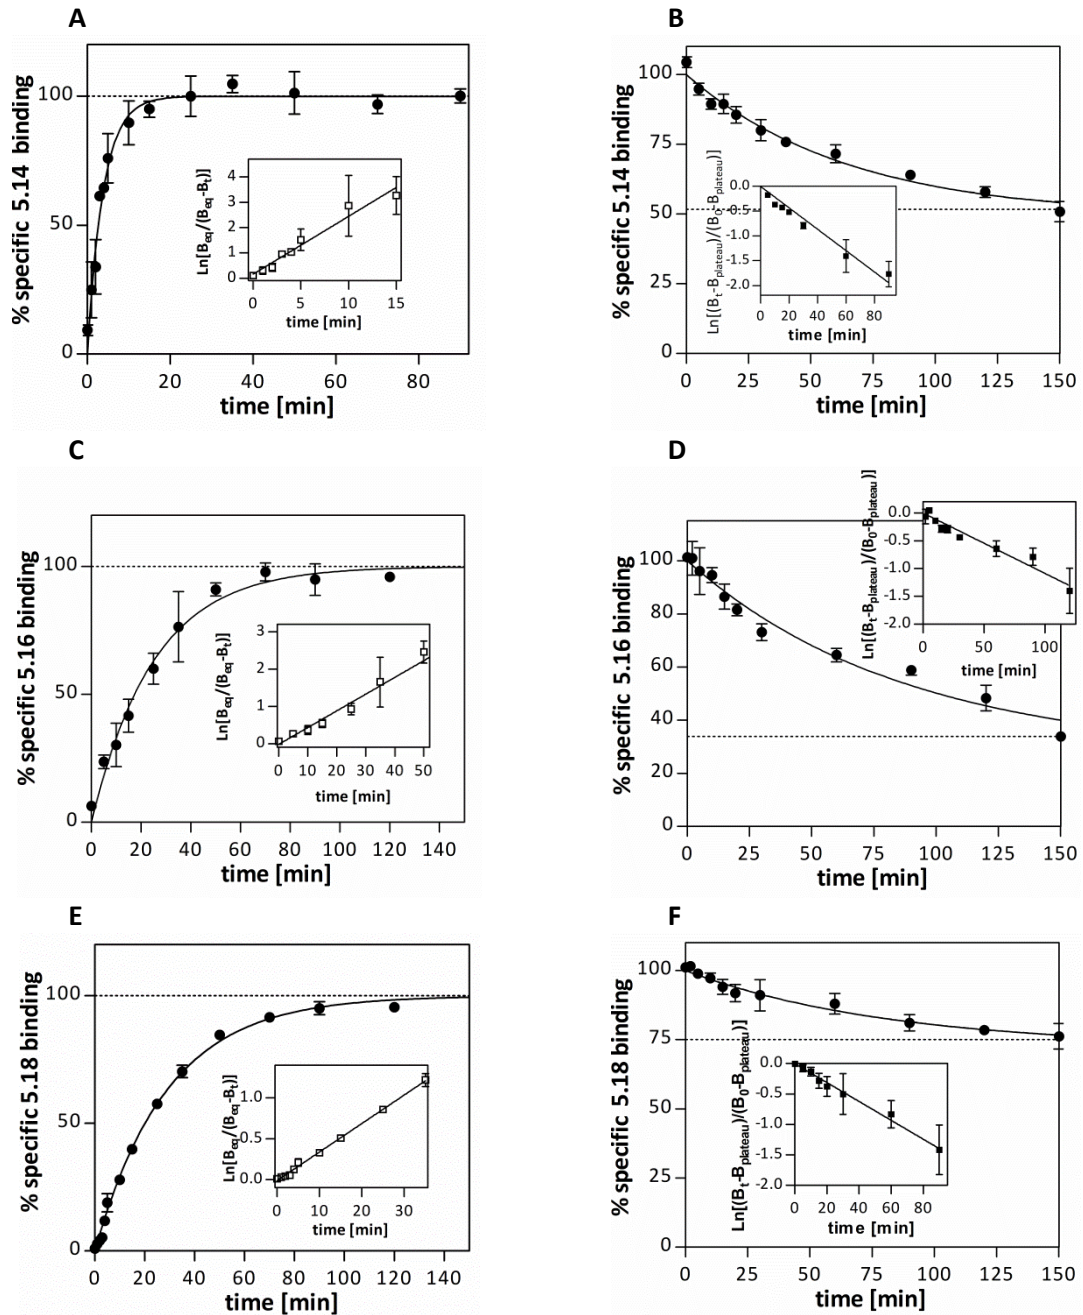 A
% specific 5.14 binding
100
50
0
0 20 40 60 80
time [min]
Ln[Beq/(Beq-Bt)]
4
3
2
1
0
0 5 10 15
time [min]
B
% specific 5.14 binding
100
75
50
25
0
0 25 50 75 100 125 150
time [min]
Ln[(Bt-Bplateau)/(B0-Bplateau)]
0.0
-0.5
-1.0
-1.5
-2.0
0 20 40 60 80
time [min]
C
% specific 5.16 binding
100
50
0
0 20 40 60 80 100 120 140
time [min]
Ln[Beq/(Beq-Bt)]
3
2
1
0
0 10 20 30 40 50
time [min]
D
% specific 5.16 binding
100
80
60
40
20
0
0 25 50 75 100 125 150
time [min]
Ln[(Bt-Bplateau)/(B0-Bplateau)]
0.0
-0.5
-1.0
-1.5
-2.0
0 50 100
time [min]
E
% specific 5.18 binding
100
50
0
0 20 40 60 80 100 120 140
time [min]
Ln[Beq/(Beq-Bt)]
1.0
0.5
0.0
0 10 20 30
time [min]
F
% specific 5.18 binding
100
75
50
25
0
0 25 50 75 100 125 150
time [min]
Ln[(Bt-Bplateau)/(B0-Bplateau)]
0.0
-0.5
-1.0
-1.5
-2.0
0 20 40 60 80
time [min]